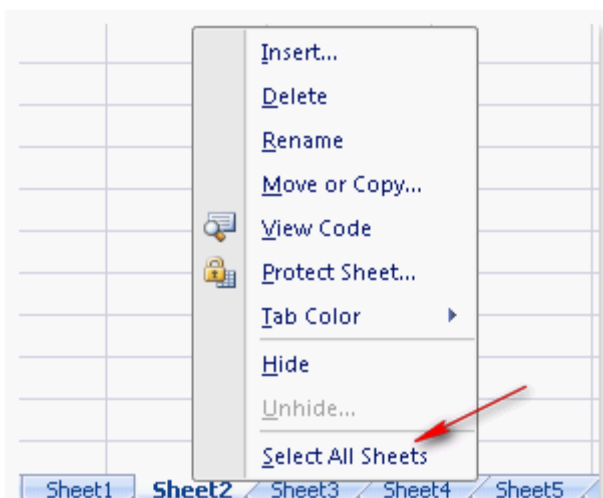 Insert...
Delete
Rename
Move or Copy...
View Code
Protect Sheet...
Tab Color
Hide
Unhide...
Select All Sheets
Sheet1 Sheet2 Sheet3 Sheet4 Sheet5